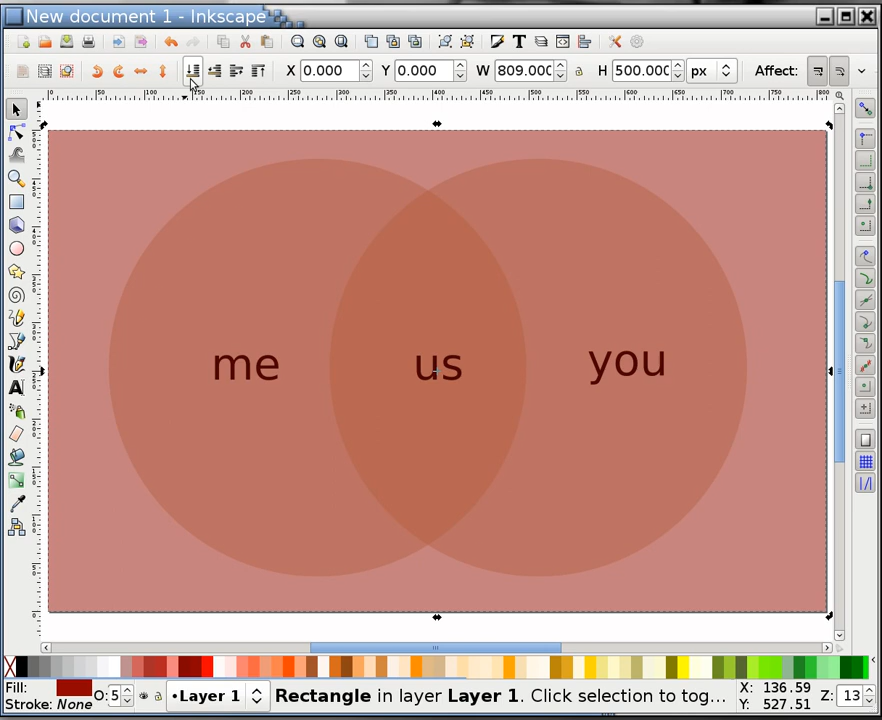 New document 1 - Inkscape
X 0.000 Y 0.000 W 809.000 H 500.000 px Affect:
me us you
Fill:
Stroke: None
O: 5
•Layer 1
Rectangle in layer Layer 1. Click selection to tog...
X: 136.59
Y: 527.51
Z: 13